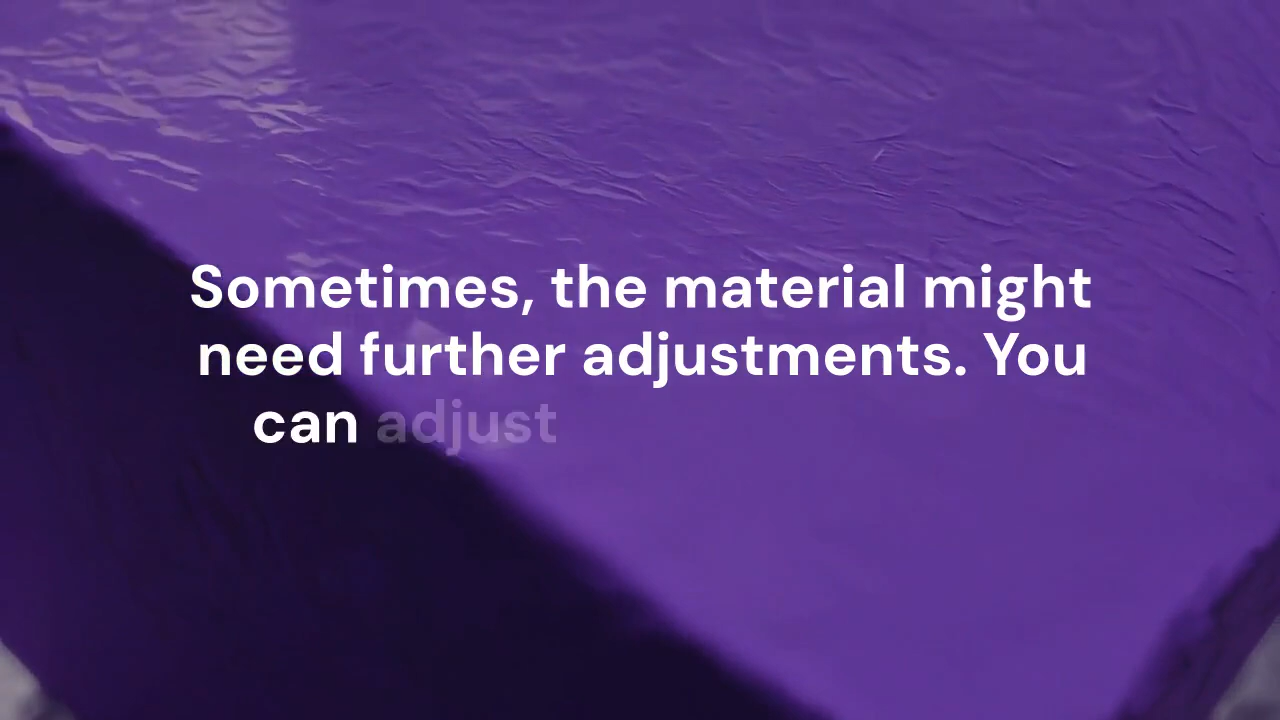 Sometimes, the material might
need further adjustments. You
can adjust